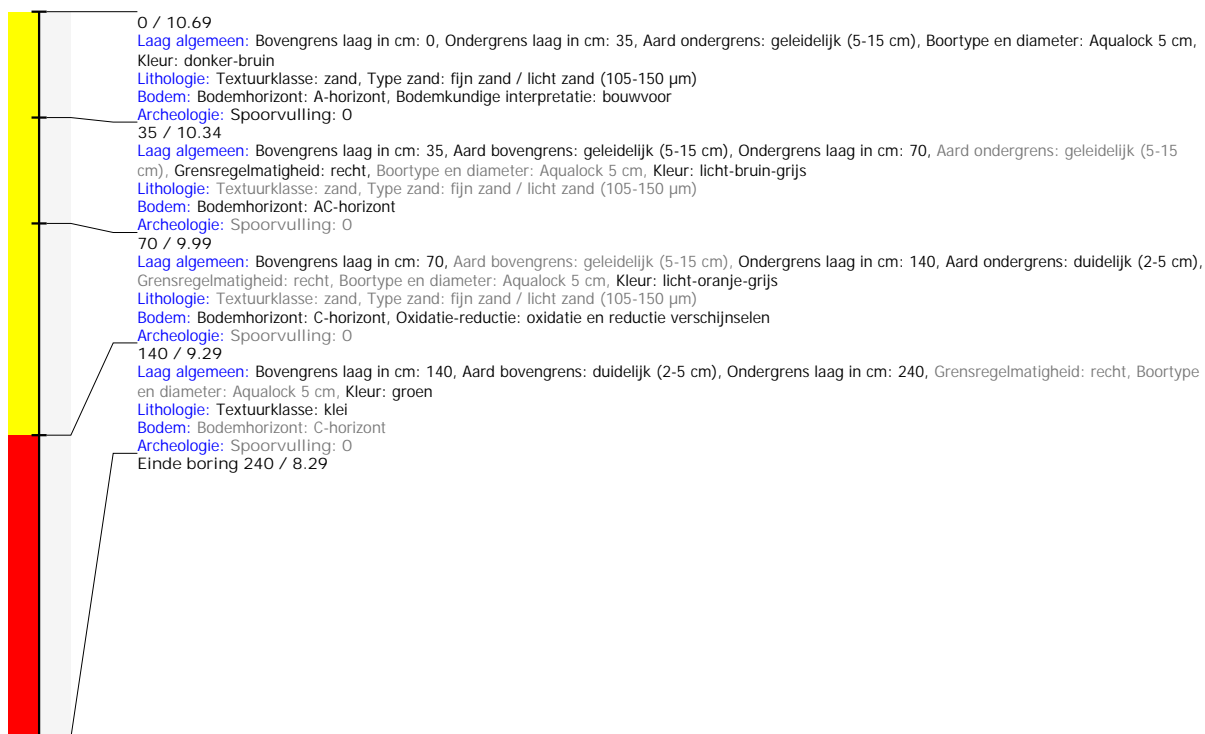 0 / 10.69
Laag algemeen: Bovengrens laag in cm: 0, Ondergrens laag in cm: 35, Aard ondergrens: geleidelijk (5-15 cm), Boortype en diameter: Aqualock 5 cm,
Kleur: donker-bruin
Lithologie: Textuurklasse: zand, Type zand: fijn zand / licht zand (105-150 µm)
Bodem: Bodemhorizont: A-horizont, Bodemkundige interpretatie: bouwvoor
Archeologie: Spoorvulling: 0
35 / 10.34
Laag algemeen: Bovengrens laag in cm: 35, Aard bovengrens: geleidelijk (5-15 cm), Ondergrens laag in cm: 70, Aard ondergrens: geleidelijk (5-15
cm), Grensregelmatigheid: recht, Boortype en diameter: Aqualock 5 cm, Kleur: licht-bruin-grijs
Lithologie: Textuurklasse: zand, Type zand: fijn zand / licht zand (105-150 µm)
Bodem: Bodemhorizont: AC-horizont
Archeologie: Spoorvulling: 0
70 / 9.99
Laag algemeen: Bovengrens laag in cm: 70, Aard bovengrens: geleidelijk (5-15 cm), Ondergrens laag in cm: 140, Aard ondergrens: duidelijk (2-5 cm),
Grensregelmatigheid: recht, Boortype en diameter: Aqualock 5 cm, Kleur: licht-oranje-grijs
Lithologie: Textuurklasse: zand, Type zand: fijn zand / licht zand (105-150 µm)
Bodem: Bodemhorizont: C-horizont, Oxidatie-reductie: oxidatie en reductie verschijnselen
Archeologie: Spoorvulling: 0
140 / 9.29
Laag algemeen: Bovengrens laag in cm: 140, Aard bovengrens: duidelijk (2-5 cm), Ondergrens laag in cm: 240, Grensregelmatigheid: recht, Boortype
en diameter: Aqualock 5 cm, Kleur: groen
Lithologie: Textuurklasse: klei
Bodem: Bodemhorizont: C-horizont
Archeologie: Spoorvulling: 0
Einde boring 240 / 8.29